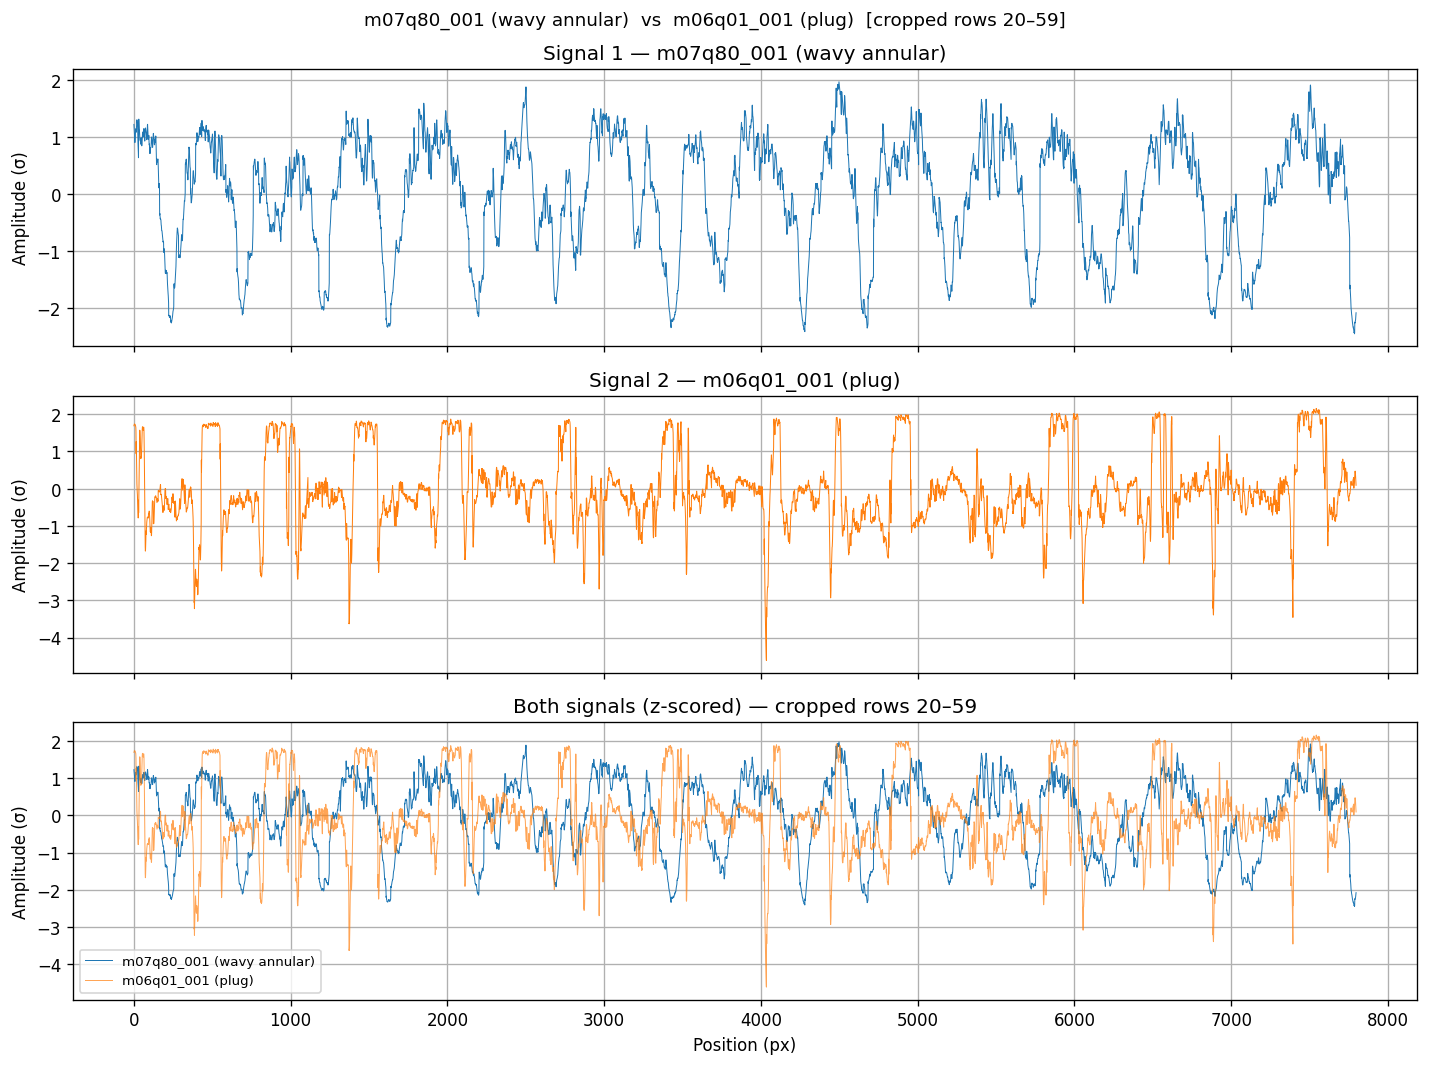 m07q80_001 (wavy annular)  vs  m06q01_001 (plug)  [cropped rows 20–59]
Signal 1 — m07q80_001 (wavy annular)
Amplitude (σ)
2
1
0
−1
−2
Signal 2 — m06q01_001 (plug)
Amplitude (σ)
2
1
0
−1
−2
−3
−4
Both signals (z-scored) — cropped rows 20–59
Amplitude (σ)
2
1
0
−1
−2
−3
−4
m07q80_001 (wavy annular)
m06q01_001 (plug)
0 1000 2000 3000 4000 5000 6000 7000 8000
Position (px)